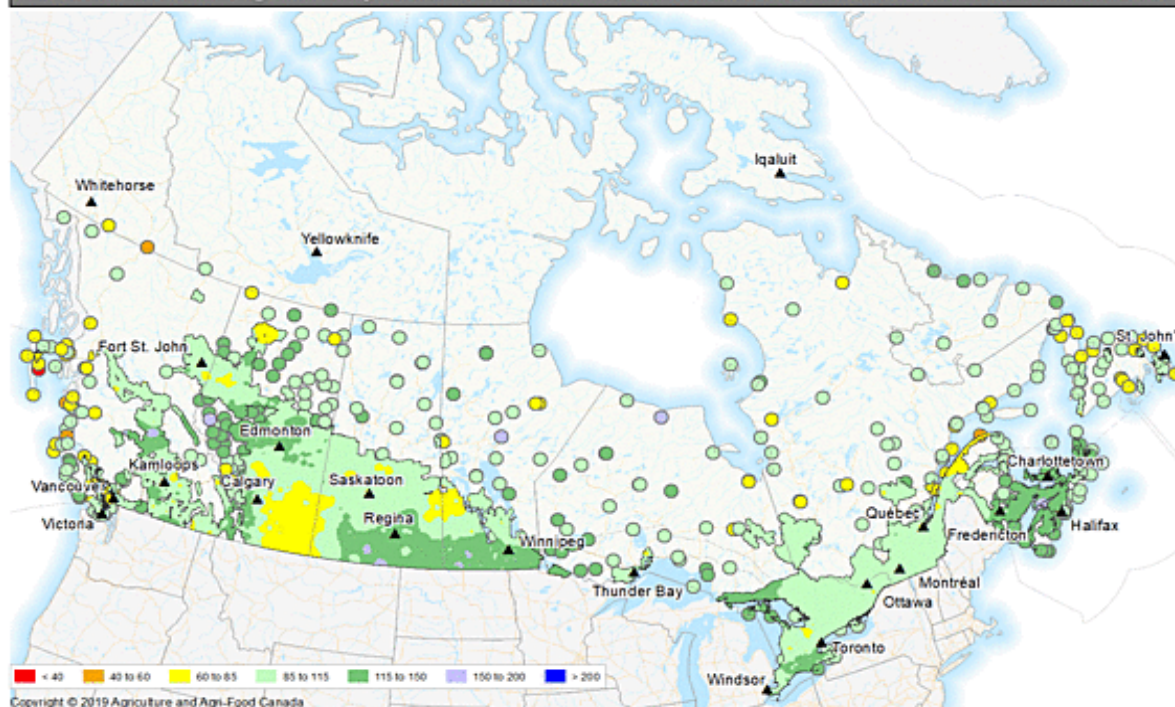 Whitehorse
Iqaluit
Yellowknife
Fort St. John
St. John'
Edmonton
Kamloops
Calgary
Saskatoon
Charlottetown
Vancouve
Regina
Québec
Victoria
Winnipeg
Fredericton
Halifax
Thunder Bay
Montréal
Ottawa
Toronto
Windsor
< 40 40 to 60 60 to 85 85 to 115 115 to 150 150 to 200 > 200
Copyright © 2019 Agriculture and Agri-Food Canada